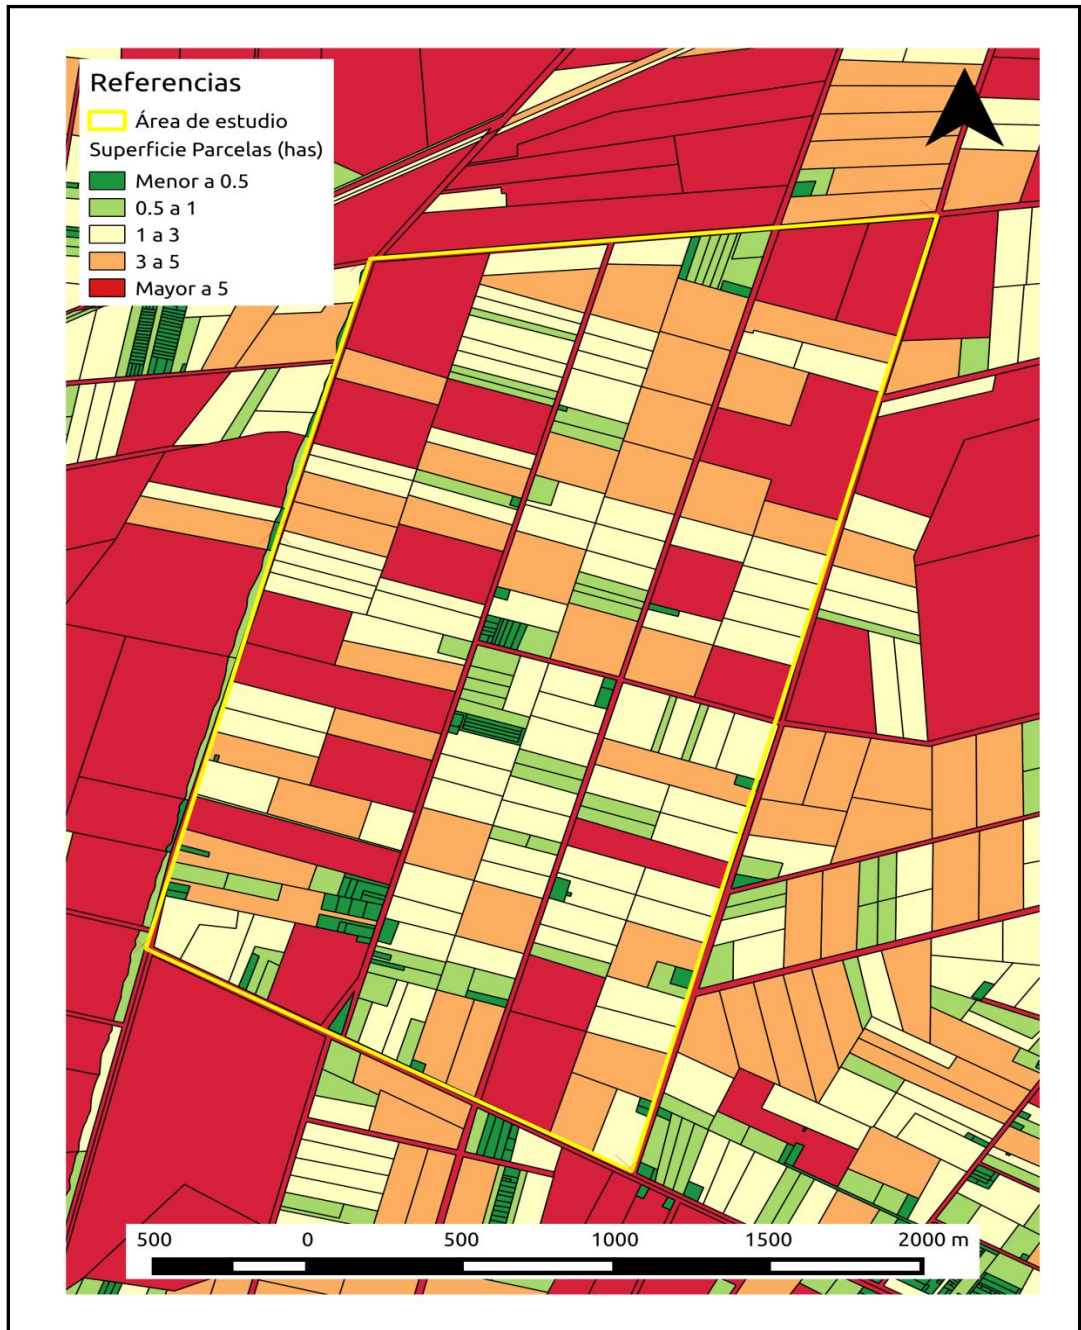 Referencias
Área de estudio
Superficie Parcelas (has)
Menor a 0.5
0.5 a 1
1 a 3
3 a 5
Mayor a 5
500 0 500 1000 1500 2000 m